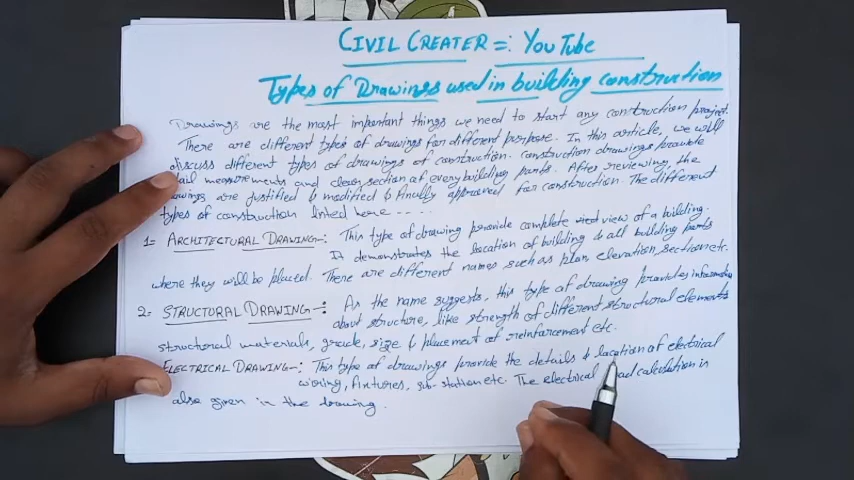 CIVIL CREATER =: YouTube
Types of Drawings used in building construction
Drawings are the most important things we need to start any construction project.
There are different types of drawings for different purpose. In this article, we will
discuss different types of drawings of construction. construction drawings provide
tail measurements and clear section of every building parts. After reviewing, the
awings are justified & modified & finally approved for construction. The different
types of construction linted here ----
1= ARCHITECTURAL DRAWING-: This type of drawing provide complete view of a building.
It demonstrates the location of building & all building parts
where they will be placed. There are different names such as plan elevation, section etc.
2= STRUCTURAL DRAWING-: As the name suggests, this type of drawing provides
about structure, like strength of different structural elements
structural materials, grade, size & placement of reinforcement etc.
ELECTRICAL DRAWING-: This type of drawings provide the details & location of electrical
wiring, fixtures, sub-station etc. The electrical ad calculation is
also given in the drawing.